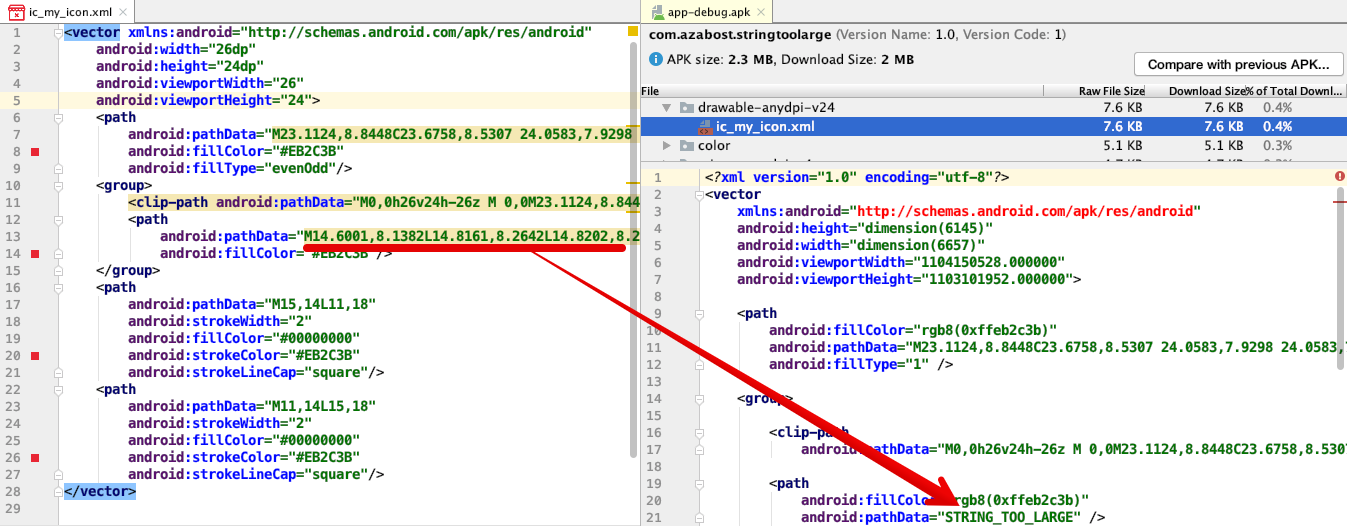 ic_my_icon.xml
1 <vector xmlns:android="http://schemas.android.com/apk/res/android"
2 android:width="26dp"
3 android:height="24dp"
4 android:viewportWidth="26"
5 android:viewportHeight="24">
6 <path
7 android:pathData="M23.1124,8.8448C23.6758,8.5307 24.0583,7.9298
8 android:fillColor="#EB2C3B"
9 android:fillType="evenOdd"/>
10 <group>
11 <clip-path android:pathData="M0,0h26v24h-26z M 0,0M23.1124,8.844
12 <path
13 android:pathData="M14.6001,8.1382L14.8161,8.2642L14.8202,8.2
14 android:fillColor="#EB2C3B"/>
15 </group>
16 <path
17 android:pathData="M15,14L11,18"
18 android:strokeWidth="2"
19 android:fillColor="#00000000"
20 android:strokeColor="#EB2C3B"
21 android:strokeLineCap="square"/>
22 <path
23 android:pathData="M11,14L15,18"
24 android:strokeWidth="2"
25 android:fillColor="#00000000"
26 android:strokeColor="#EB2C3B"
27 android:strokeLineCap="square"/>
28 </vector>
29
app-debug.apk
com.azabost.stringtoolarge (Version Name: 1.0, Version Code: 1)
APK size: 2.3 MB, Download Size: 2 MB
Compare with previous APK...
File Raw File Size Download Size% of Total Downl...
drawable-anydpi-v24 7.6 KB 7.6 KB 0.4%
ic_my_icon.xml 7.6 KB 7.6 KB 0.4%
color 5.1 KB 5.1 KB 0.3%
1 <?xml version="1.0" encoding="utf-8"?>
2 <vector
3 xmlns:android="http://schemas.android.com/apk/res/android"
4 android:height="dimension(6145)"
5 android:width="dimension(6657)"
6 android:viewportWidth="1104150528.000000"
7 android:viewportHeight="1103101952.000000">
8
9 <path
10 android:fillColor="rgb8(0xffeb2c3b)"
11 android:pathData="M23.1124,8.8448C23.6758,8.5307 24.0583,7
12 android:fillType="1" />
13
14 <group>
15
16 <clip-path
17 android:pathData="M0,0h26v24h-26z M 0,0M23.1124,8.8448C23.6758,8.5307
18
19 <path
20 android:fillColor="rgb8(0xffeb2c3b)"
21 android:pathData="STRING_TOO_LARGE" />